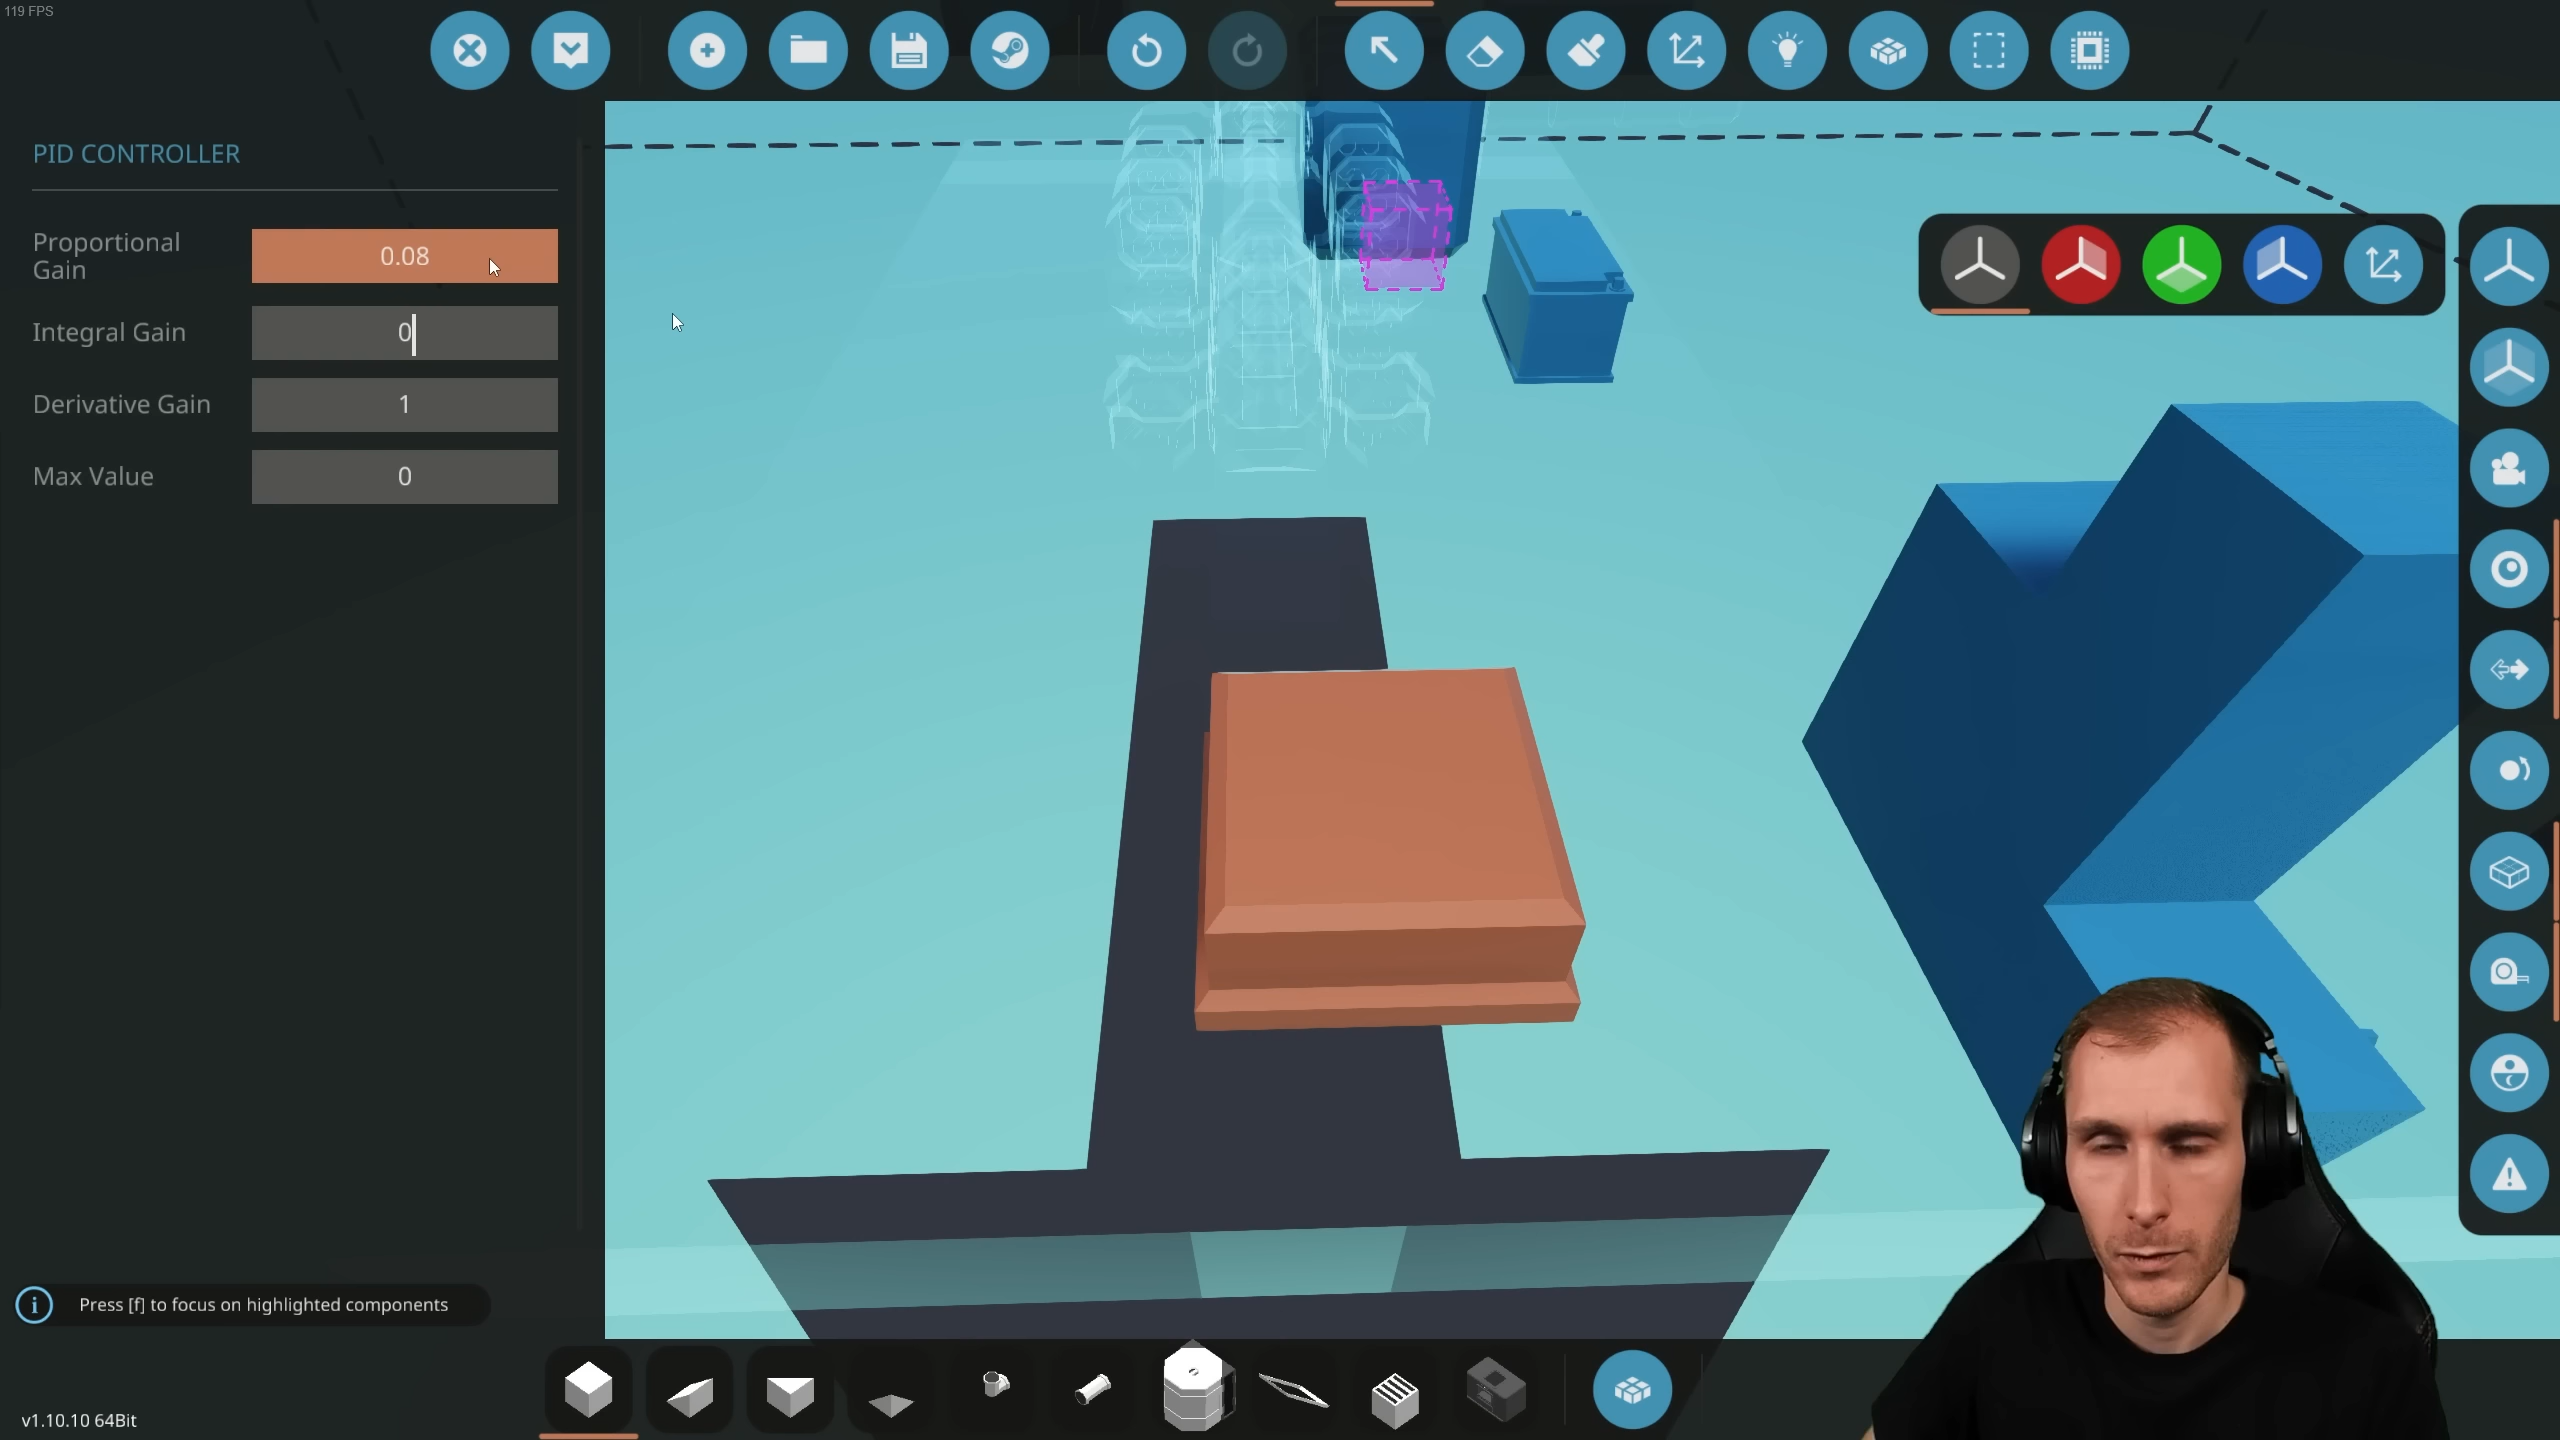 119 FPS
PID CONTROLLER
Proportional
Gain
0.08
Integral Gain
0
Derivative Gain
1
Max Value
0
Press [f] to focus on highlighted components
v1.10.10 64Bit